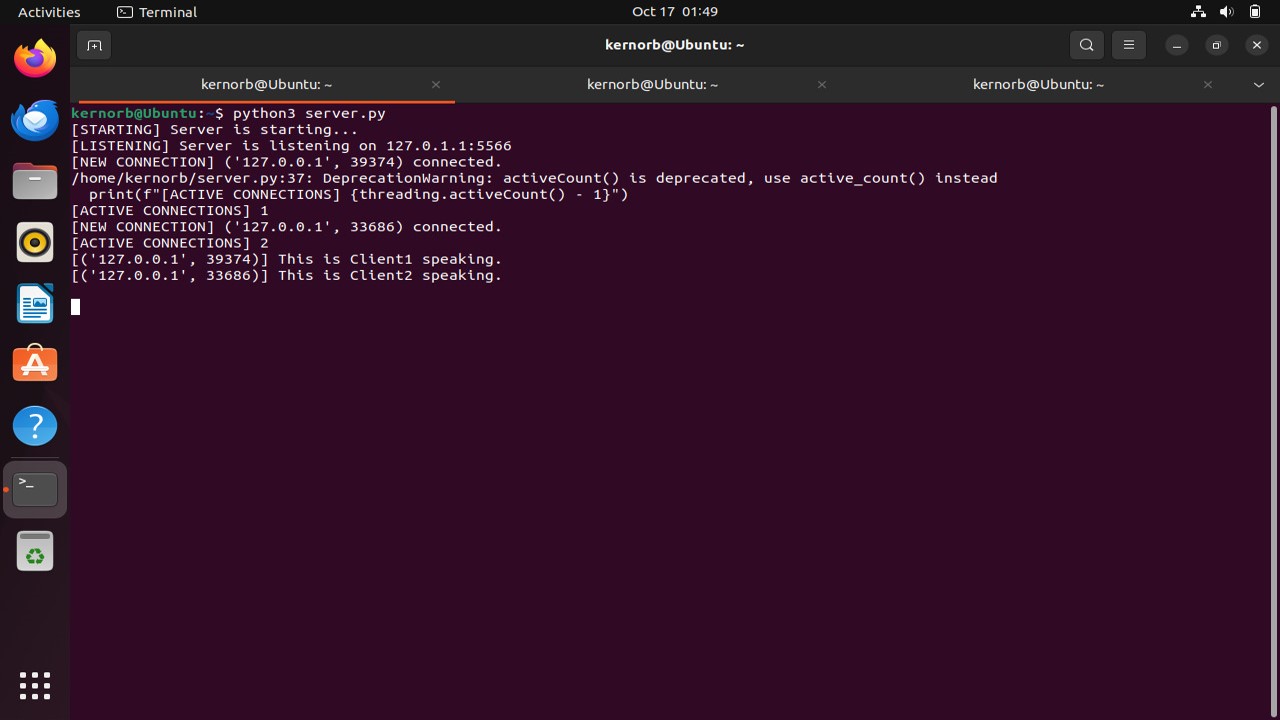 Activities Terminal Oct 17 01:49
kernorb@Ubuntu: ~
kernorb@Ubuntu: ~ kernorb@Ubuntu: ~ kernorb@Ubuntu: ~
kernorb@Ubuntu:~$ python3 server.py
[STARTING] Server is starting...
[LISTENING] Server is listening on 127.0.1.1:5566
[NEW CONNECTION] ('127.0.0.1', 39374) connected.
/home/kernorb/server.py:37: DeprecationWarning: activeCount() is deprecated, use active_count() instead
  print(f"[ACTIVE CONNECTIONS] {threading.activeCount() - 1}")
[ACTIVE CONNECTIONS] 1
[NEW CONNECTION] ('127.0.0.1', 33686) connected.
[ACTIVE CONNECTIONS] 2
[('127.0.0.1', 39374)] This is Client1 speaking.
[('127.0.0.1', 33686)] This is Client2 speaking.